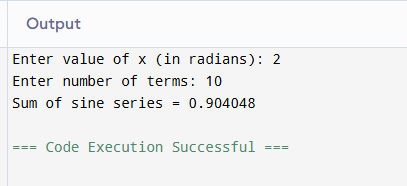 Output
Enter value of x (in radians): 2
Enter number of terms: 10
Sum of sine series = 0.904048
=== Code Execution Successful ===